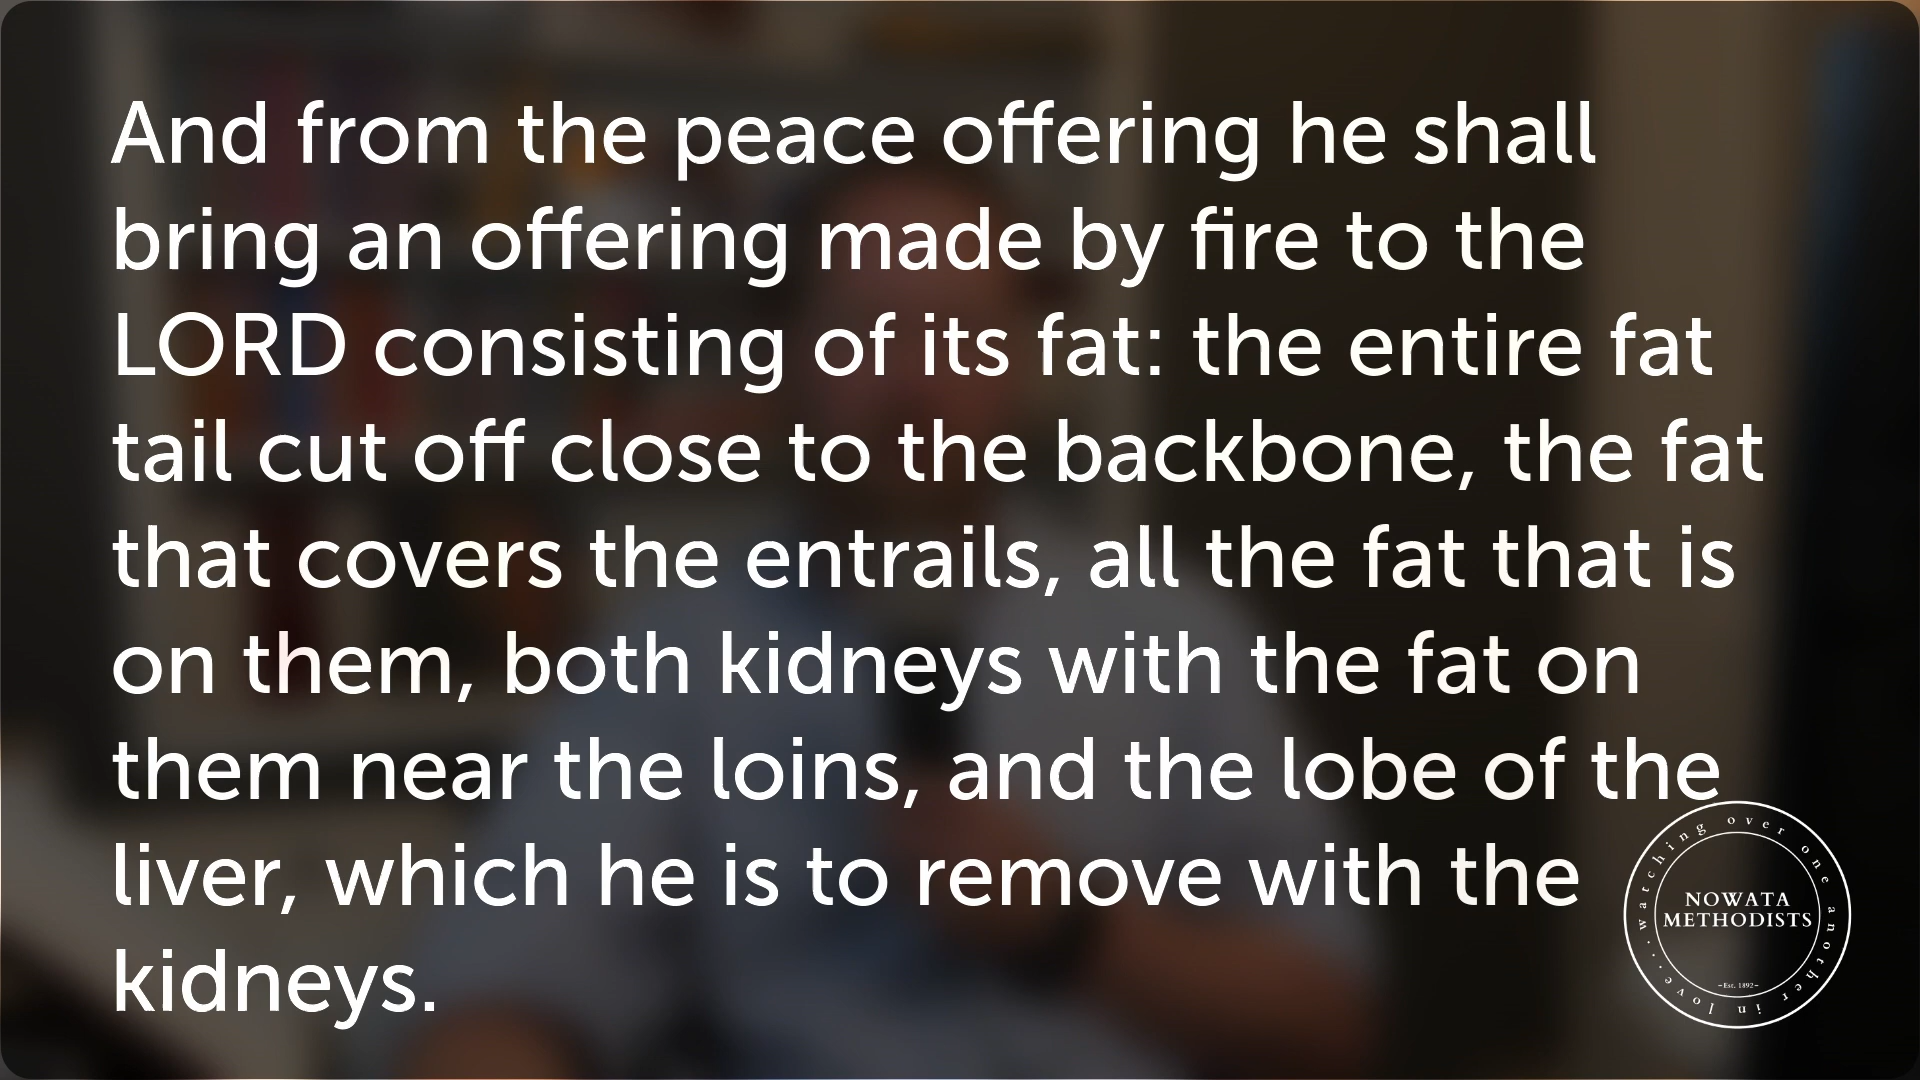 And from the peace offering he shall
bring an offering made by fire to the
LORD consisting of its fat: the entire fat
tail cut off close to the backbone, the fat
that covers the entrails, all the fat that is
on them, both kidneys with the fat on
them near the loins, and the lobe of the
liver, which he is to remove with the
kidneys.
watching over one another in love...
NOWATA
METHODISTS
~Est. 1892~